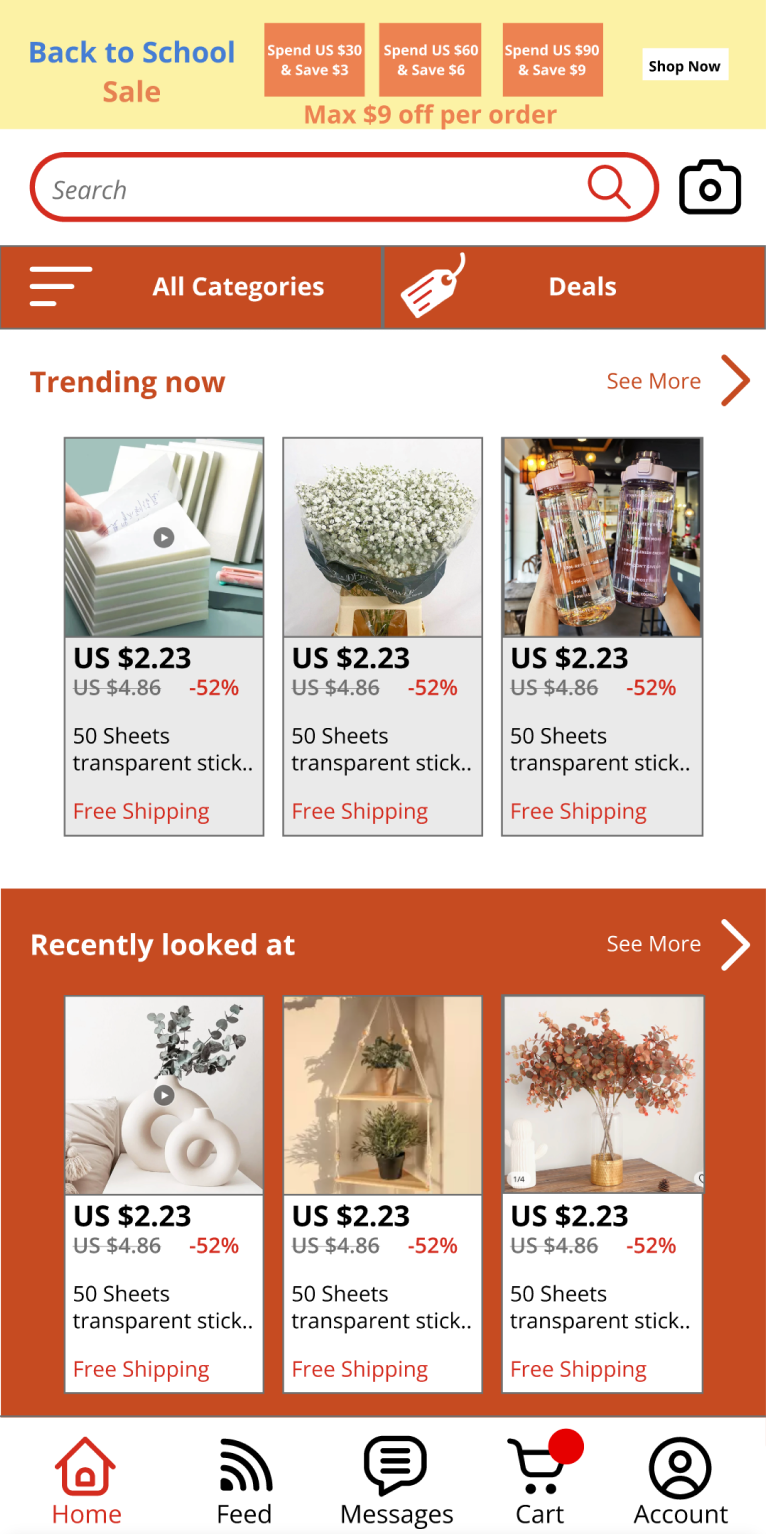 Back to School
Sale
Spend US $30
& Save $3
Spend US $60
& Save $6
Spend US $90
& Save $9
Max $9 off per order
Shop Now
Search
All Categories
Deals
Trending now
See More
US $2.23
US $4.86 -52%
50 Sheets
transparent stick..
Free Shipping
US $2.23
US $4.86 -52%
50 Sheets
transparent stick..
Free Shipping
US $2.23
US $4.86 -52%
50 Sheets
transparent stick..
Free Shipping
Recently looked at
See More
1/4
US $2.23
US $4.86 -52%
50 Sheets
transparent stick..
Free Shipping
US $2.23
US $4.86 -52%
50 Sheets
transparent stick..
Free Shipping
US $2.23
US $4.86 -52%
50 Sheets
transparent stick..
Free Shipping
Home
Feed
Messages
Cart
Account